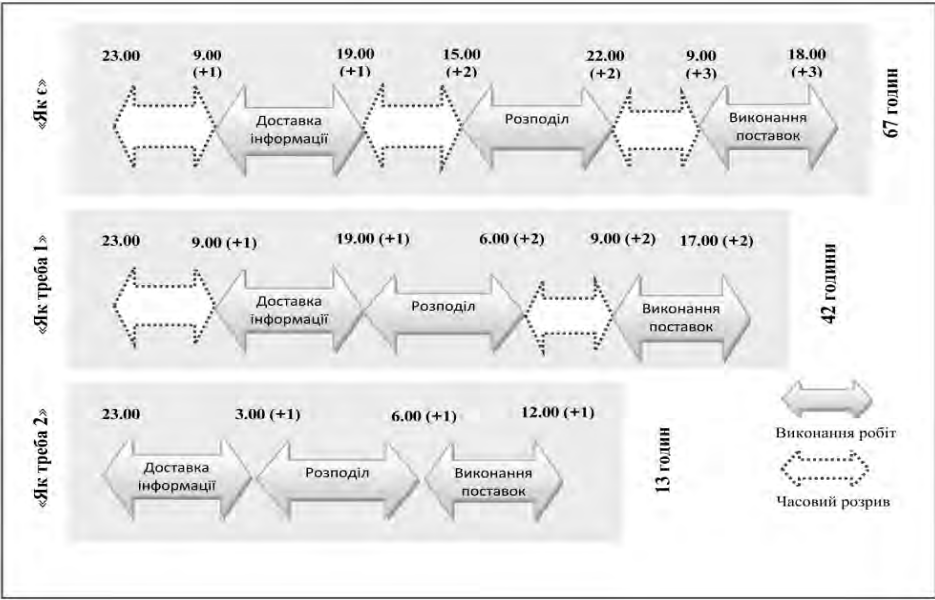 «Як є»
23.00 9.00 (+1) 19.00 (+1) 15.00 (+2) 22.00 (+2) 9.00 (+3) 18.00 (+3)
Доставка
інформації
Розподіл
Виконання
поставок
67 годин
«Як треба 1»
23.00 9.00 (+1) 19.00 (+1) 6.00 (+2) 9.00 (+2) 17.00 (+2)
Доставка
інформації
Розподіл
Виконання
поставок
42 години
«Як треба 2»
23.00 3.00 (+1) 6.00 (+1) 12.00 (+1)
Доставка
інформації
Розподіл
Виконання
поставок
13 годин
Виконання робіт
Часовий розрив